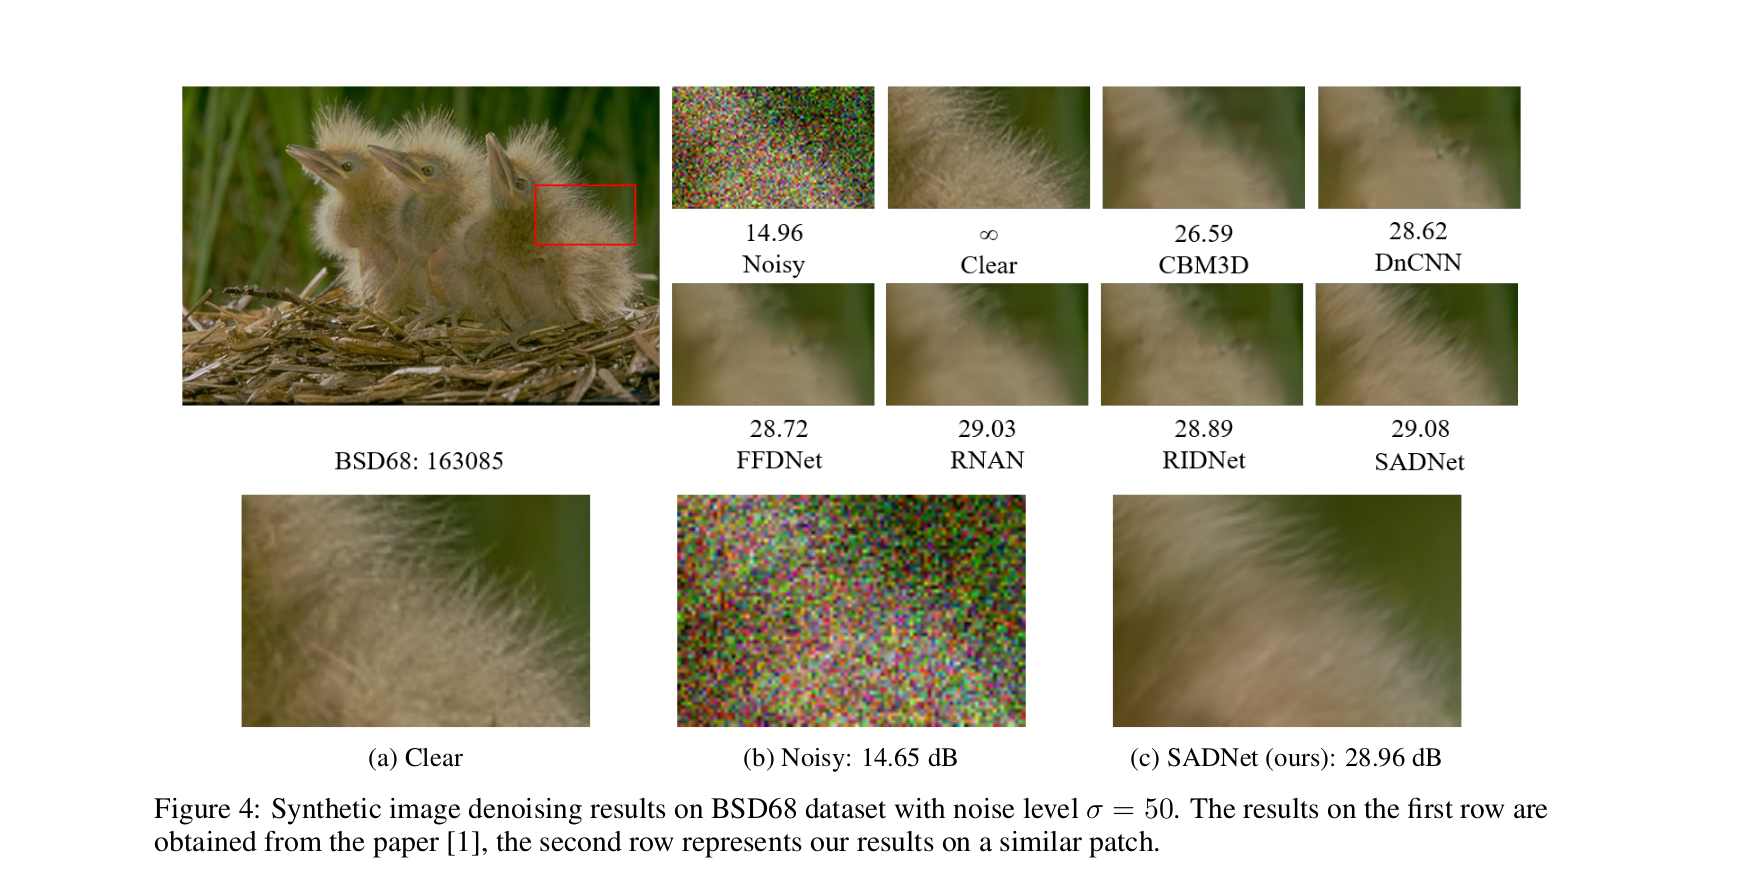 14.96
Noisy
∞
Clear
26.59
CBM3D
28.62
DnCNN
28.72
FFDNet
29.03
RNAN
28.89
RIDNet
29.08
SADNet
BSD68: 163085
(a) Clear
(b) Noisy: 14.65 dB
(c) SADNet (ours): 28.96 dB
Figure 4: Synthetic image denoising results on BSD68 dataset with noise level σ = 50. The results on the first row are
obtained from the paper [1], the second row represents our results on a similar patch.